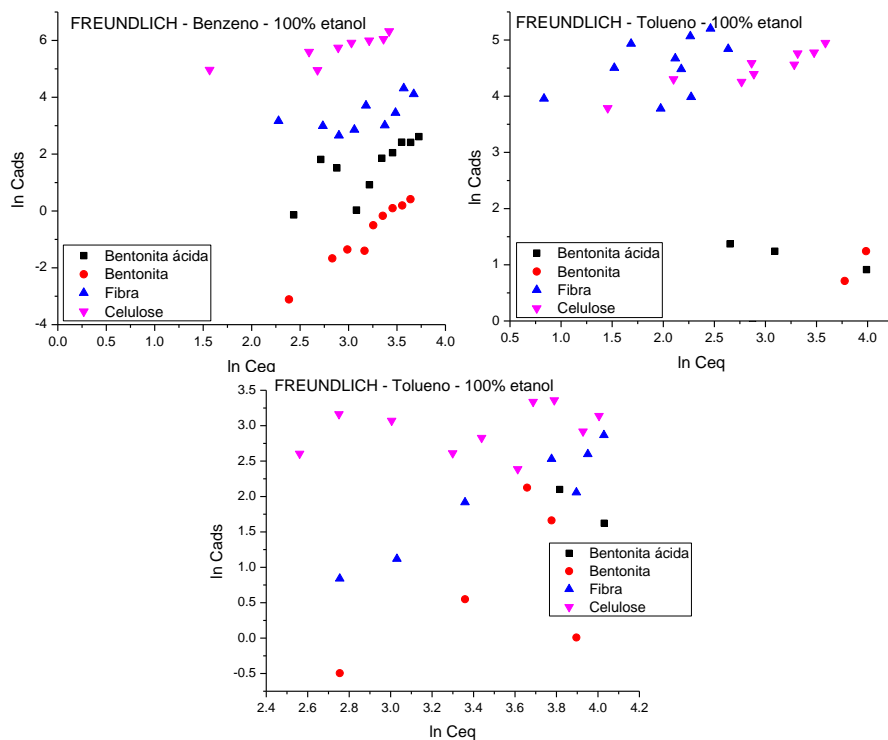 FREUNDLICH - Benzeno - 100% etanol
6
4
2
0
-2
-4
ln Cads
Bentonita ácida
Bentonita
Fibra
Celulose
0.0 0.5 1.0 1.5 2.0 2.5 3.0 3.5 4.0
ln Ceq
FREUNDLICH - Tolueno - 100% etanol
5
4
3
2
1
0
ln Cads
Bentonita ácida
Bentonita
Fibra
Celulose
0.5 1.0 1.5 2.0 2.5 3.0 3.5 4.0
ln Ceq
FREUNDLICH - Tolueno - 100% etanol
3.5
3.0
2.5
2.0
1.5
1.0
0.5
0.0
-0.5
ln Cads
Bentonita ácida
Bentonita
Fibra
Celulose
2.4 2.6 2.8 3.0 3.2 3.4 3.6 3.8 4.0 4.2
ln Ceq